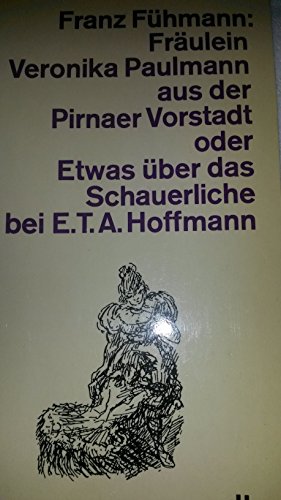 Franz Fühmann:
Fräulein
Veronika Paulmann
aus der
Pirnaer Vorstadt
oder
Etwas über das
Schauerliche
bei E.T.A. Hoffmann